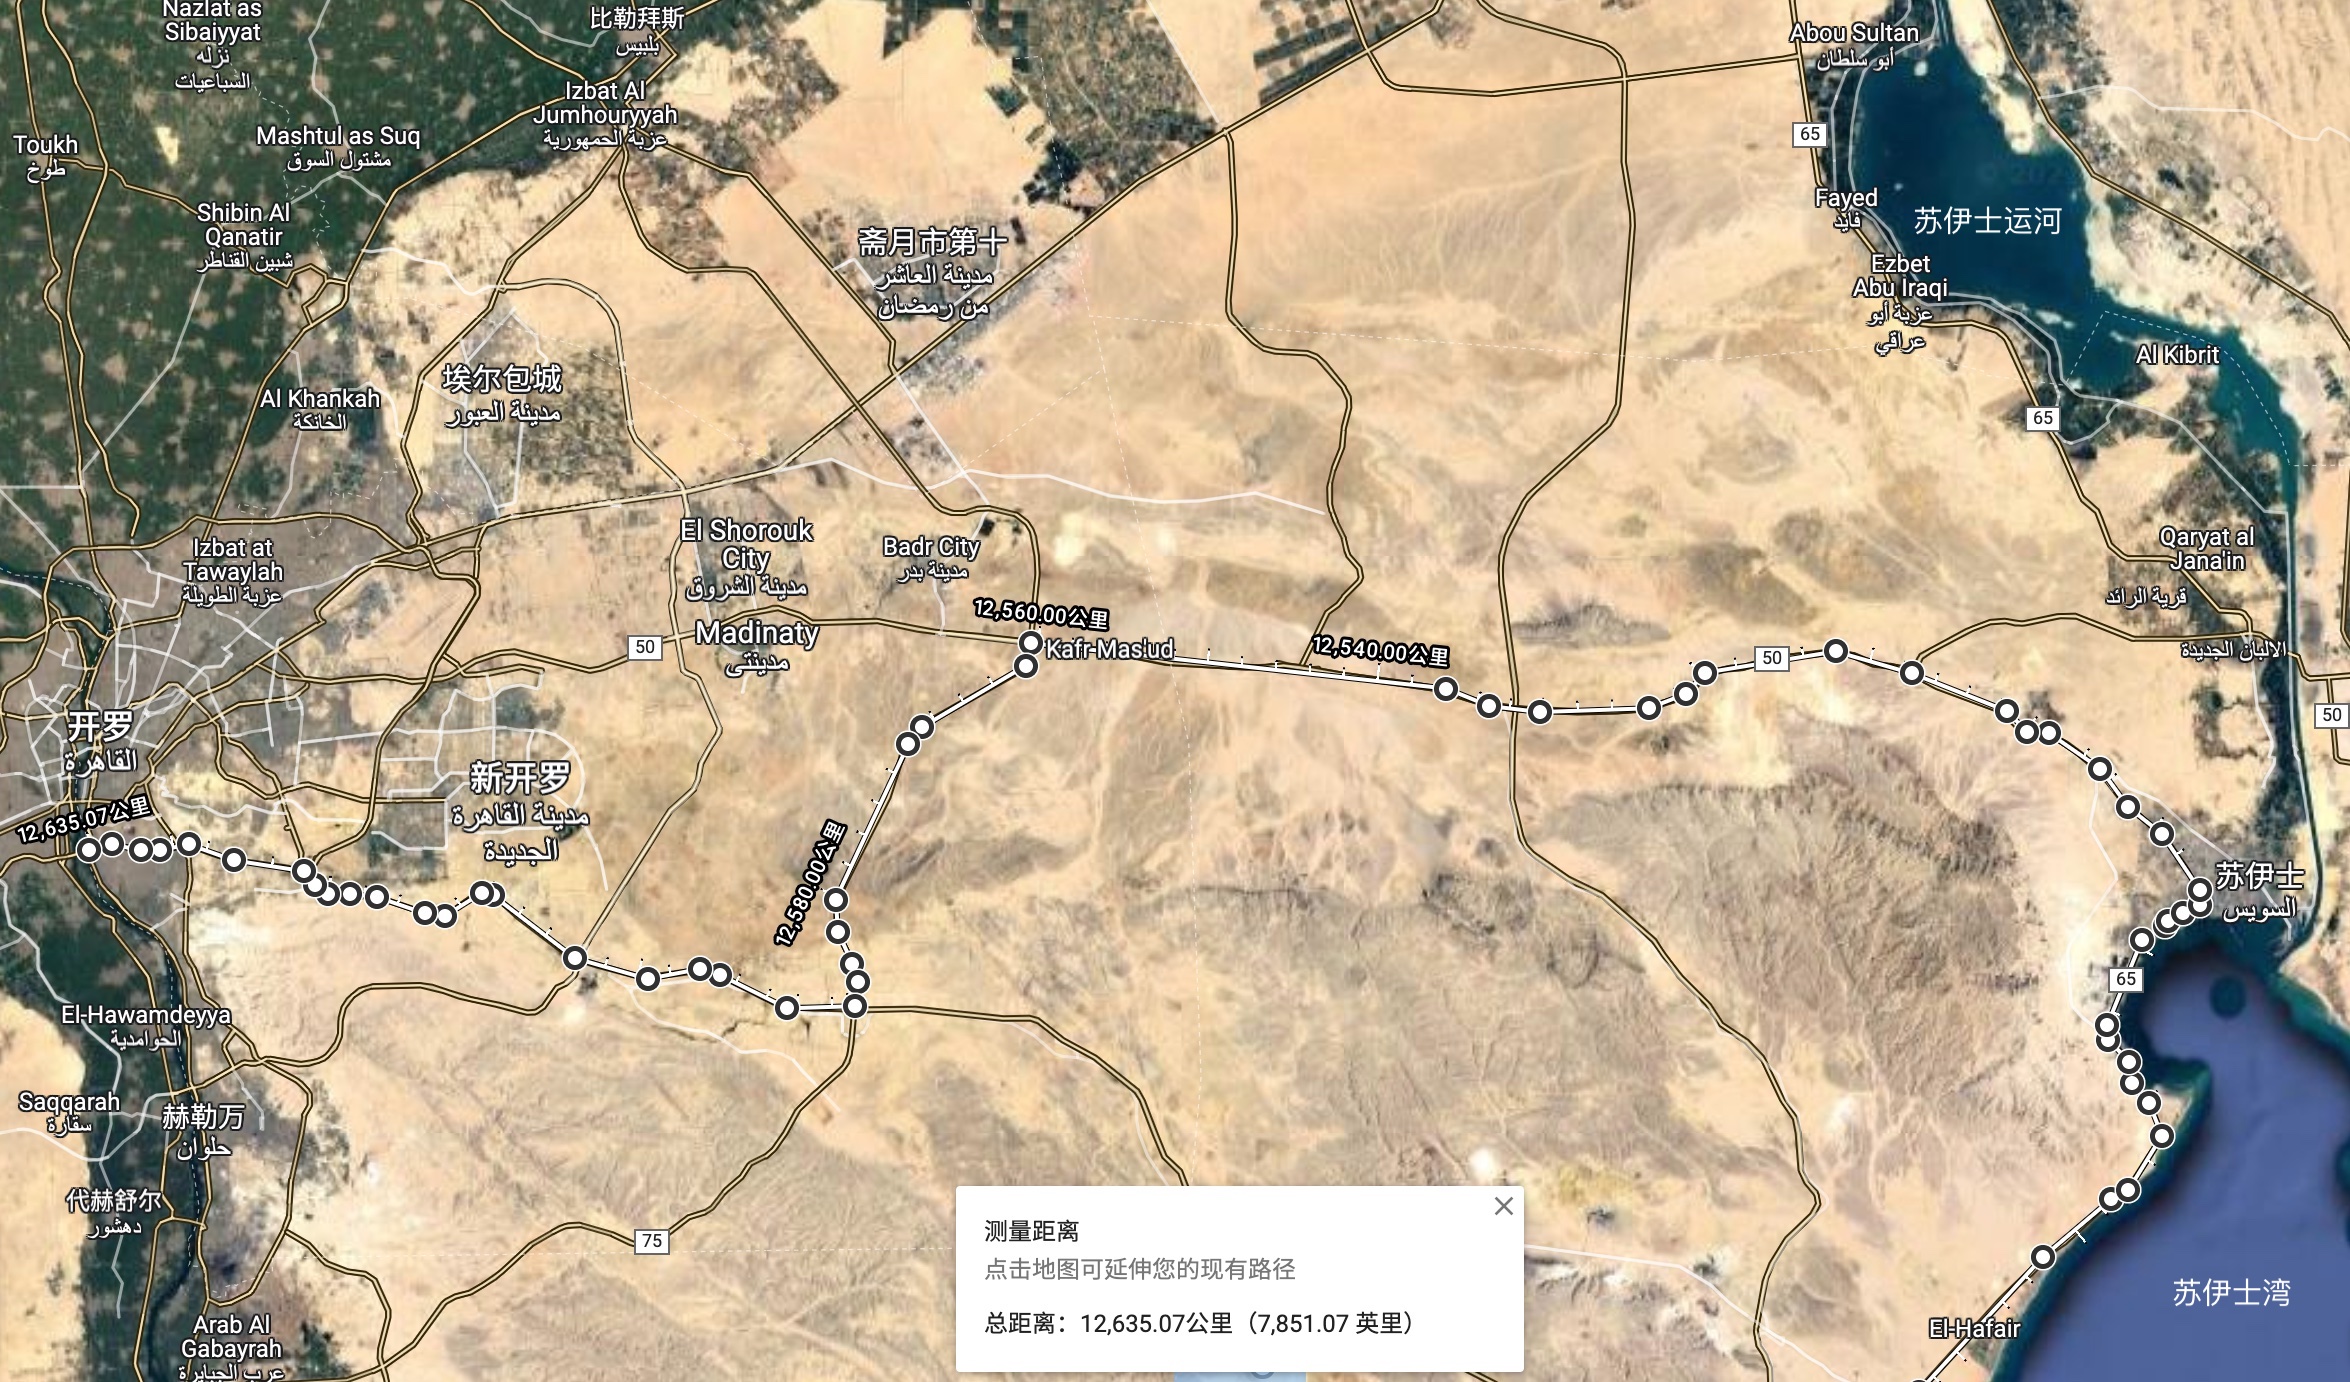 Nazlat as
Sibaiyyat
نزله
السباعيات
比勒拜斯
بلبيس
Abou Sultan
أبو سلطان
Izbat Al
Jumhouryyah
عزبة الجمهورية
Toukh
طوخ
Mashtul as Suq
مشتول السوق
65
Fayed
فايد
苏伊士运河
Shibin Al
Qanatir
شبين القناطر
斋月市第十
مدينة العاشر
من رمضان
Ezbet
Abu Iraqi
عزبة أبو
عراقي
Al Kibrit
埃尔包城
مدينة العبور
Al Khankah
الخانكة
65
El Shorouk
City
مدينة الشروق
Badr City
مدينة بدر
Qaryat al
Jana'in
قرية الرائد
Izbat at
Tawaylah
عزبة الطويلة
12,560.00公里
Kafr-Mas'ud
12,540.00公里
50
Madinaty
مدينتي
50
الالبان الجديدة
50
开罗
القاهرة
新开罗
مدينة القاهرة
الجديدة
12,635.07公里
12,580.00公里
苏伊士
السويس
65
El-Hawamdeyya
الحوامدية
Saqqarah
سقارة
赫勒万
حلوان
代赫舒尔
دهشور
75
测量距离
点击地图可延伸您的现有路径
总距离：12,635.07公里（7,851.07 英里）
苏伊士湾
El-Hafair
Arab Al
Gabayrah
عرب الجبايرة